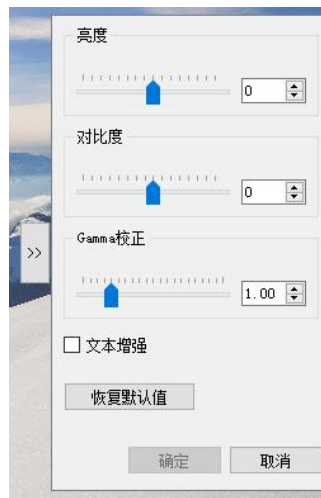 亮度
0
对比度
0
>>
Gamma校正
1.00
文本增强
恢复默认值
确定 取消